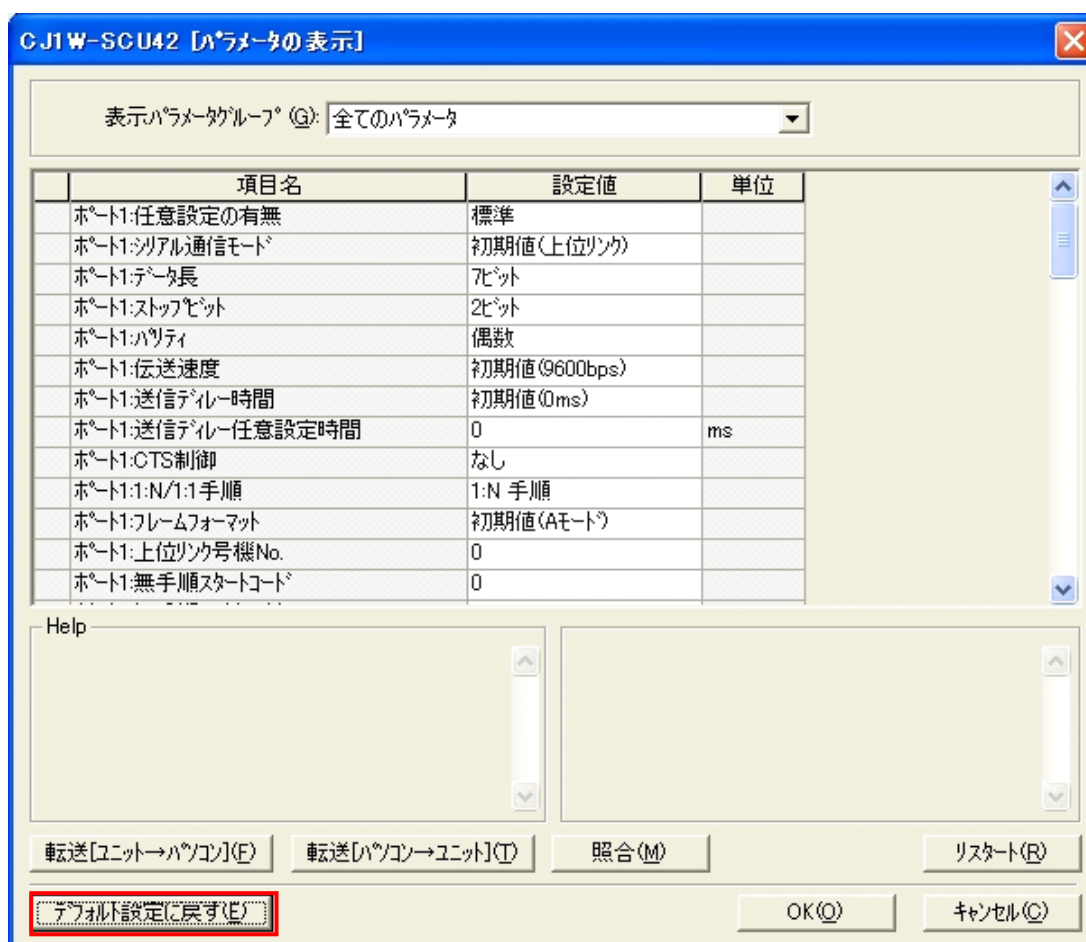 CJ1W-SCU42 [ﾊﾟﾗﾒｰﾀの表示]
表示ﾊﾟﾗﾒｰﾀｸﾞﾙｰﾌﾟ(G): 全てのﾊﾟﾗﾒｰﾀ
項目名 設定値 単位
ﾎﾟｰﾄ1:任意設定の有無 標準
ﾎﾟｰﾄ1:ｼﾘｱﾙ通信ﾓｰﾄﾞ 初期値(上位ﾘﾝｸ)
ﾎﾟｰﾄ1:ﾃﾞｰﾀ長 7ﾋﾞｯﾄ
ﾎﾟｰﾄ1:ｽﾄｯﾌﾟﾋﾞｯﾄ 2ﾋﾞｯﾄ
ﾎﾟｰﾄ1:ﾊﾟﾘﾃｨ 偶数
ﾎﾟｰﾄ1:伝送速度 初期値(9600bps)
ﾎﾟｰﾄ1:送信ﾃﾞｨﾚｰ時間 初期値(0ms)
ﾎﾟｰﾄ1:送信ﾃﾞｨﾚｰ任意設定時間 0 ms
ﾎﾟｰﾄ1:CTS制御 なし
ﾎﾟｰﾄ1:1:N/1:1手順 1:N 手順
ﾎﾟｰﾄ1:ﾌﾚｰﾑﾌｫｰﾏｯﾄ 初期値(Aﾓｰﾄﾞ)
ﾎﾟｰﾄ1:上位ﾘﾝｸ号機No. 0
ﾎﾟｰﾄ1:無手順ｽﾀｰﾄｺｰﾄﾞ 0
Help
転送[ﾕﾆｯﾄ→ﾊﾟｿｺﾝ](F) 転送[ﾊﾟｿｺﾝ→ﾕﾆｯﾄ](T) 照合(M) ﾘｽﾀｰﾄ(R)
ﾃﾞﾌｫﾙﾄ設定に戻す(E) OK(O) ｷｬﾝｾﾙ(C)